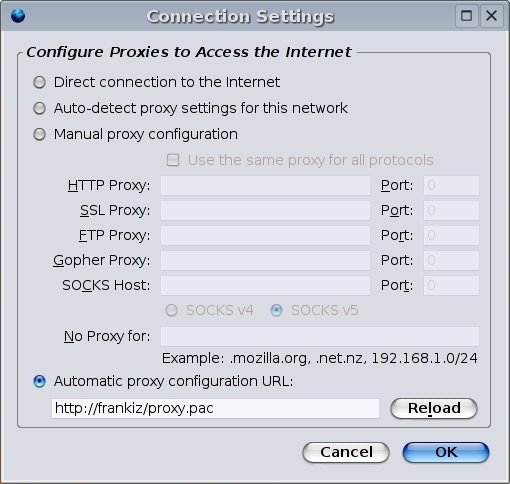 Connection Settings
Configure Proxies to Access the Internet
Direct connection to the Internet
Auto-detect proxy settings for this network
Manual proxy configuration
Use the same proxy for all protocols
HTTP Proxy: Port: 0
SSL Proxy: Port: 0
FTP Proxy: Port: 0
Gopher Proxy: Port: 0
SOCKS Host: Port: 0
SOCKS v4 SOCKS v5
No Proxy for:
Example: .mozilla.org, .net.nz, 192.168.1.0/24
Automatic proxy configuration URL:
http://frankiz/proxy.pac Reload
Cancel OK